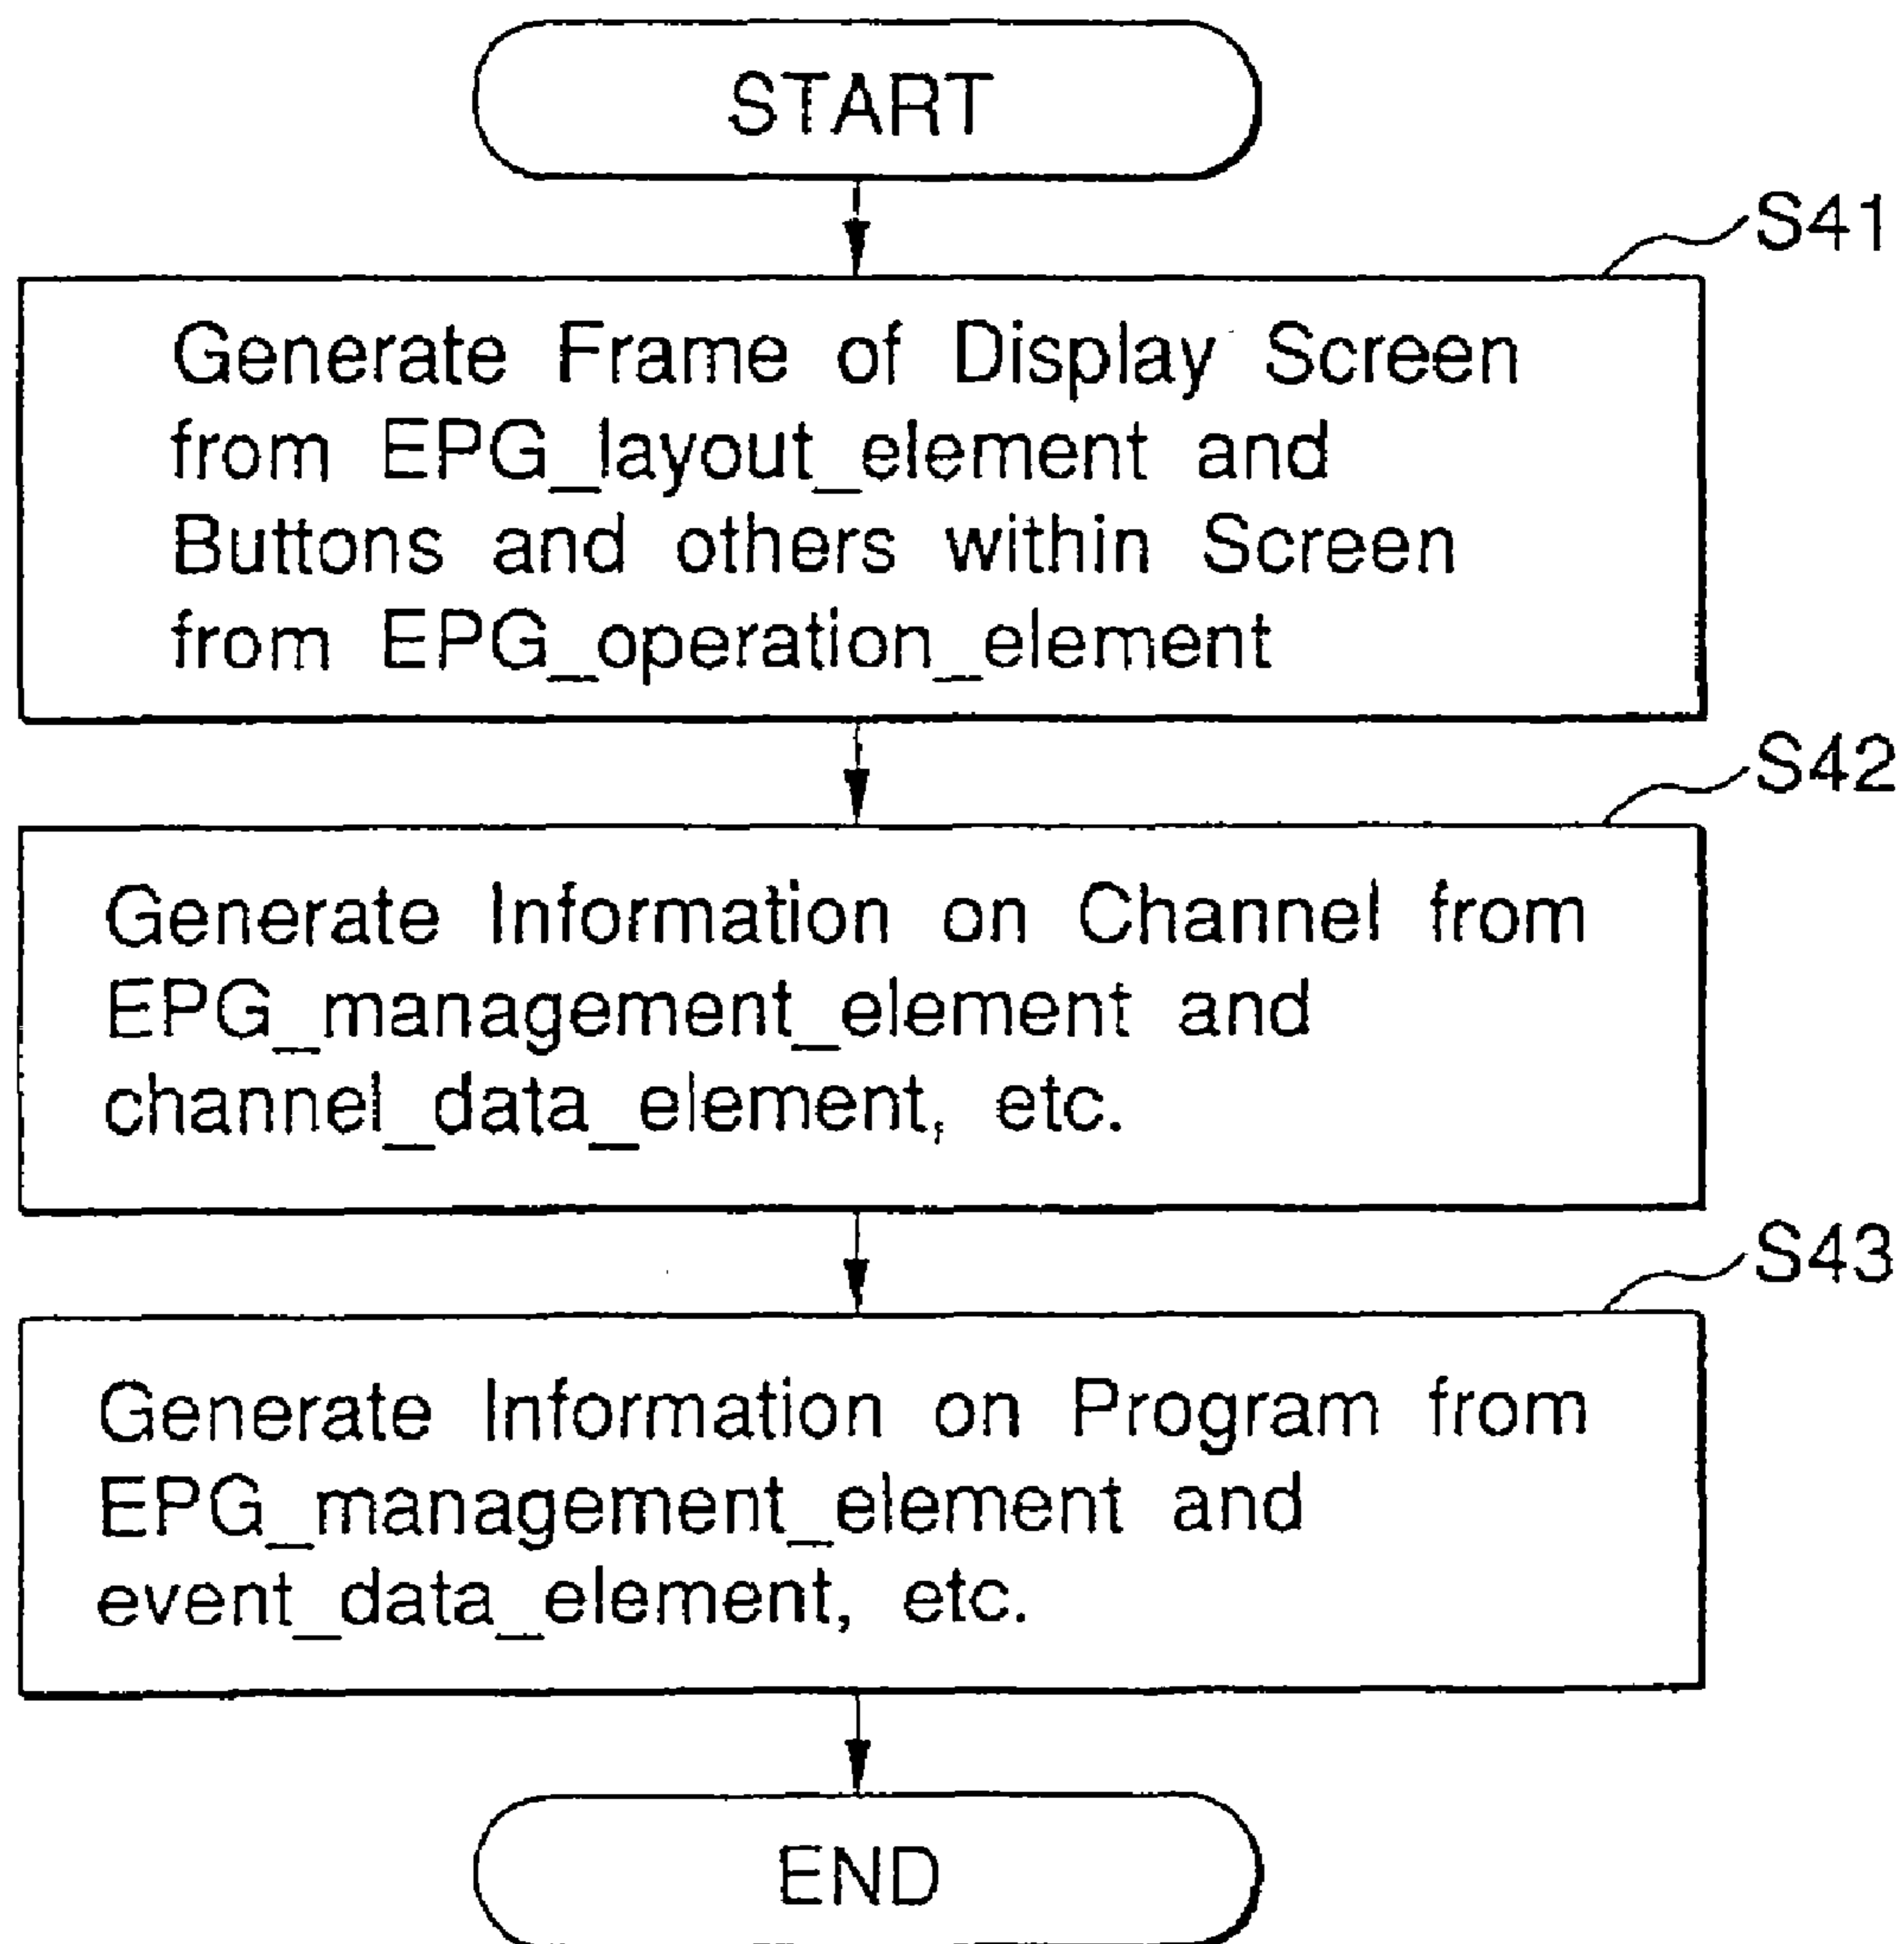 START
S41
Generate Frame of Display Screen
from EPG_layout_element and
Buttons and others within Screen
from EPG_operation_element
S42
Generate Information on Channel from
EPG_management_element and
channel_data_element, etc.
S43
Generate Information on Program from
EPG_management_element and
event_data_element, etc.
END